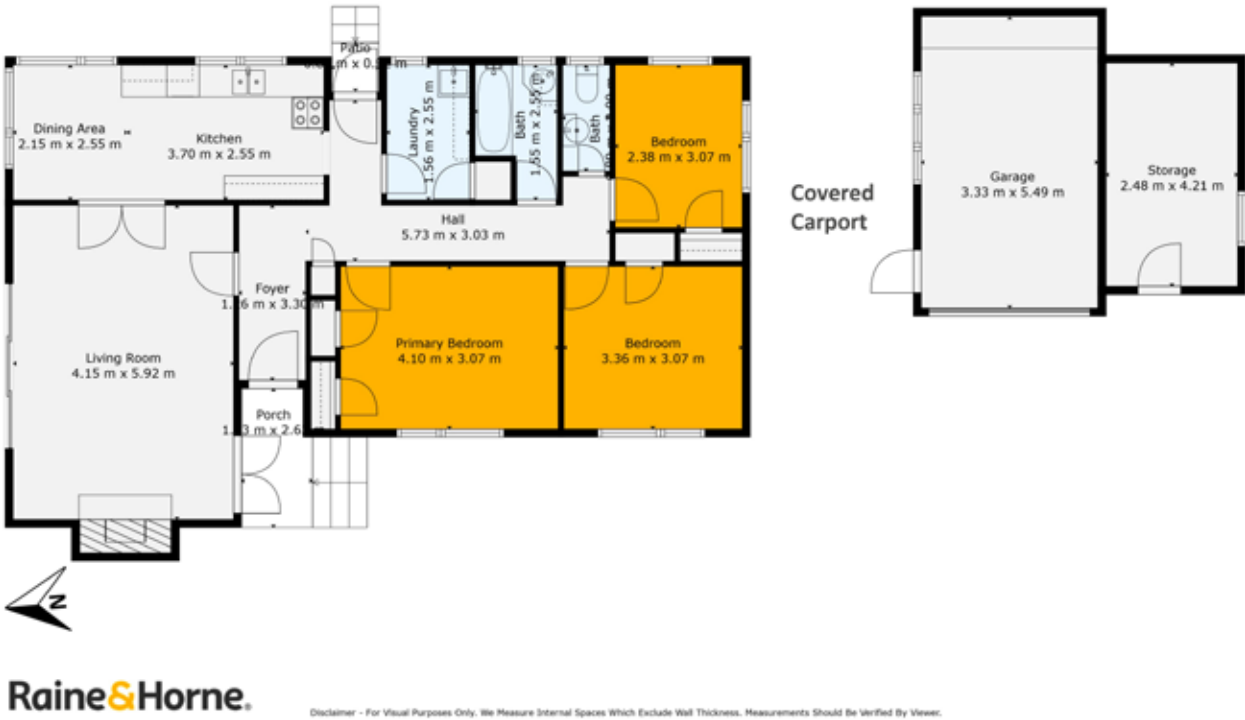 Patio
Dining Area
2.15 m x 2.55 m
Kitchen
3.70 m x 2.55 m
Laundry
1.56 m x 2.55 m
Bath
1.55 x 2.55 m
Bath
Bedroom
2.38 m x 3.07 m
Hall
5.73 m x 3.03 m
Foyer
m x 3.30 m
Living Room
4.15 m x 5.92 m
Primary Bedroom
4.10 m x 3.07 m
Bedroom
3.36 m x 3.07 m
Porch
m x 2.6
Covered
Carport
Garage
3.33 m x 5.49 m
Storage
2.48 m x 4.21 m
N
Raine&Horne.
Disclaimer - For Visual Purposes Only. We Measure Internal Spaces Which Exclude Wall Thickness. Measurements Should Be Verified By Viewer.